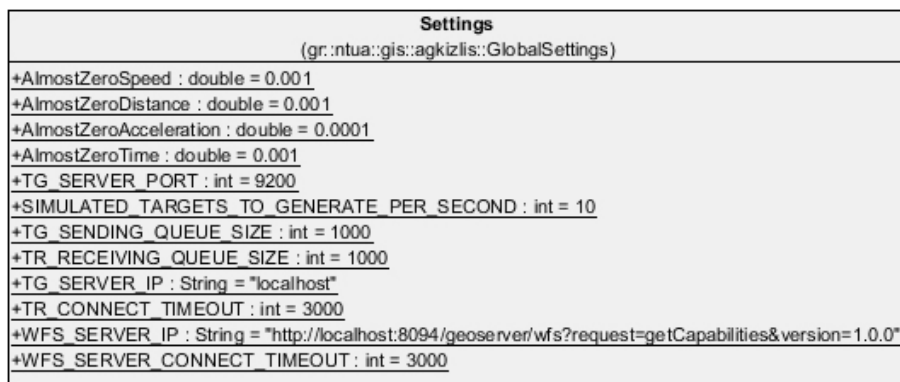 Settings
(gr::ntua::gis::agkizlis::GlobalSettings)
+AlmostZeroSpeed : double = 0.001
+AlmostZeroDistance : double = 0.001
+AlmostZeroAcceleration : double = 0.0001
+AlmostZeroTime : double = 0.001
+TG_SERVER_PORT : int = 9200
+SIMULATED_TARGETS_TO_GENERATE_PER_SECOND : int = 10
+TG_SENDING_QUEUE_SIZE : int = 1000
+TR_RECEIVING_QUEUE_SIZE : int = 1000
+TG_SERVER_IP : String = "localhost"
+TR_CONNECT_TIMEOUT : int = 3000
+WFS_SERVER_IP : String = "http://localhost:8094/geoserver/wfs?request=getCapabilities&version=1.0.0"
+WFS_SERVER_CONNECT_TIMEOUT : int = 3000